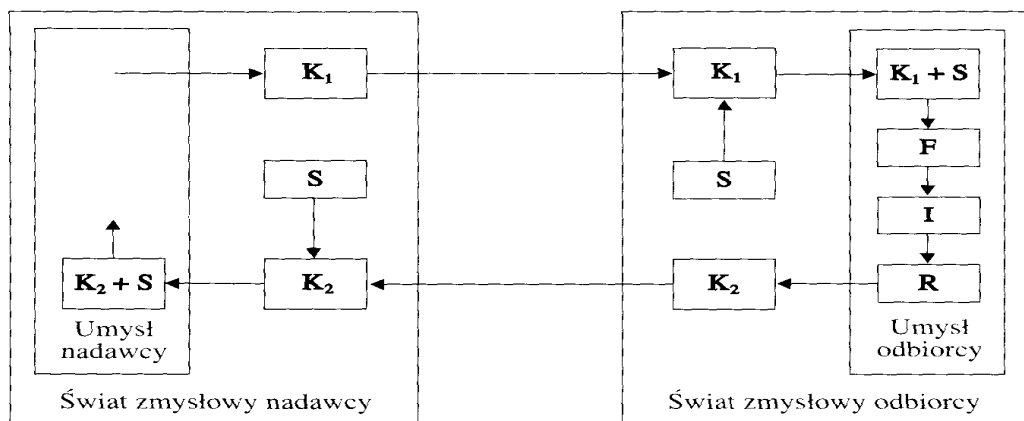 K₁
S
K₂
K₂ + S
Umysł
nadawcy
Świat zmysłowy nadawcy
K₁
S
K₂
K₁ + S
F
I
R
Umysł
odbiorcy
Świat zmysłowy odbiorcy